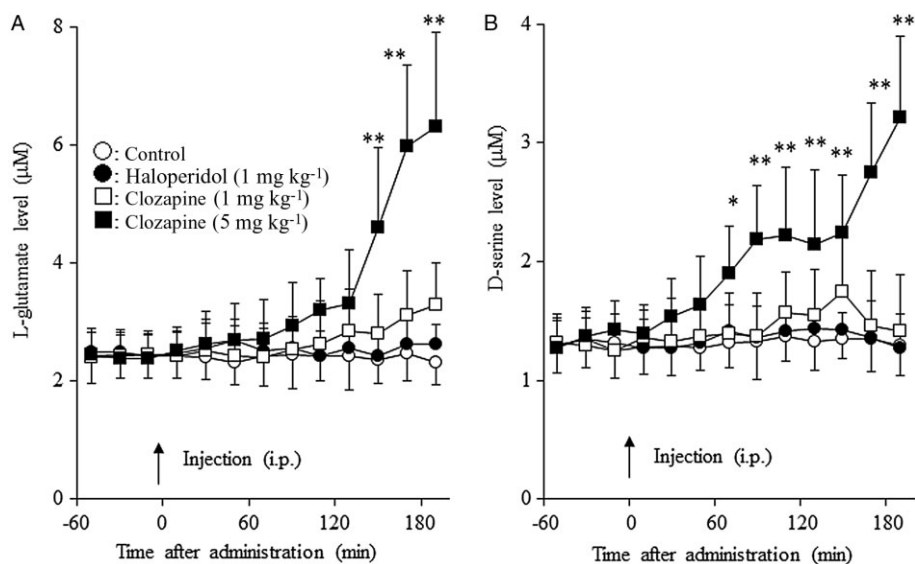 A
8
6
4
2
0
L-glutamate level (μM)
○: Control
●: Haloperidol (1 mg kg⁻¹)
□: Clozapine (1 mg kg⁻¹)
■: Clozapine (5 mg kg⁻¹)
**
**
**
Injection (i.p.)
-60 0 60 120 180
Time after administration (min)
B
4
3
2
1
0
D-serine level (μM)
*
**
**
**
**
**
**
Injection (i.p.)
-60 0 60 120 180
Time after administration (min)